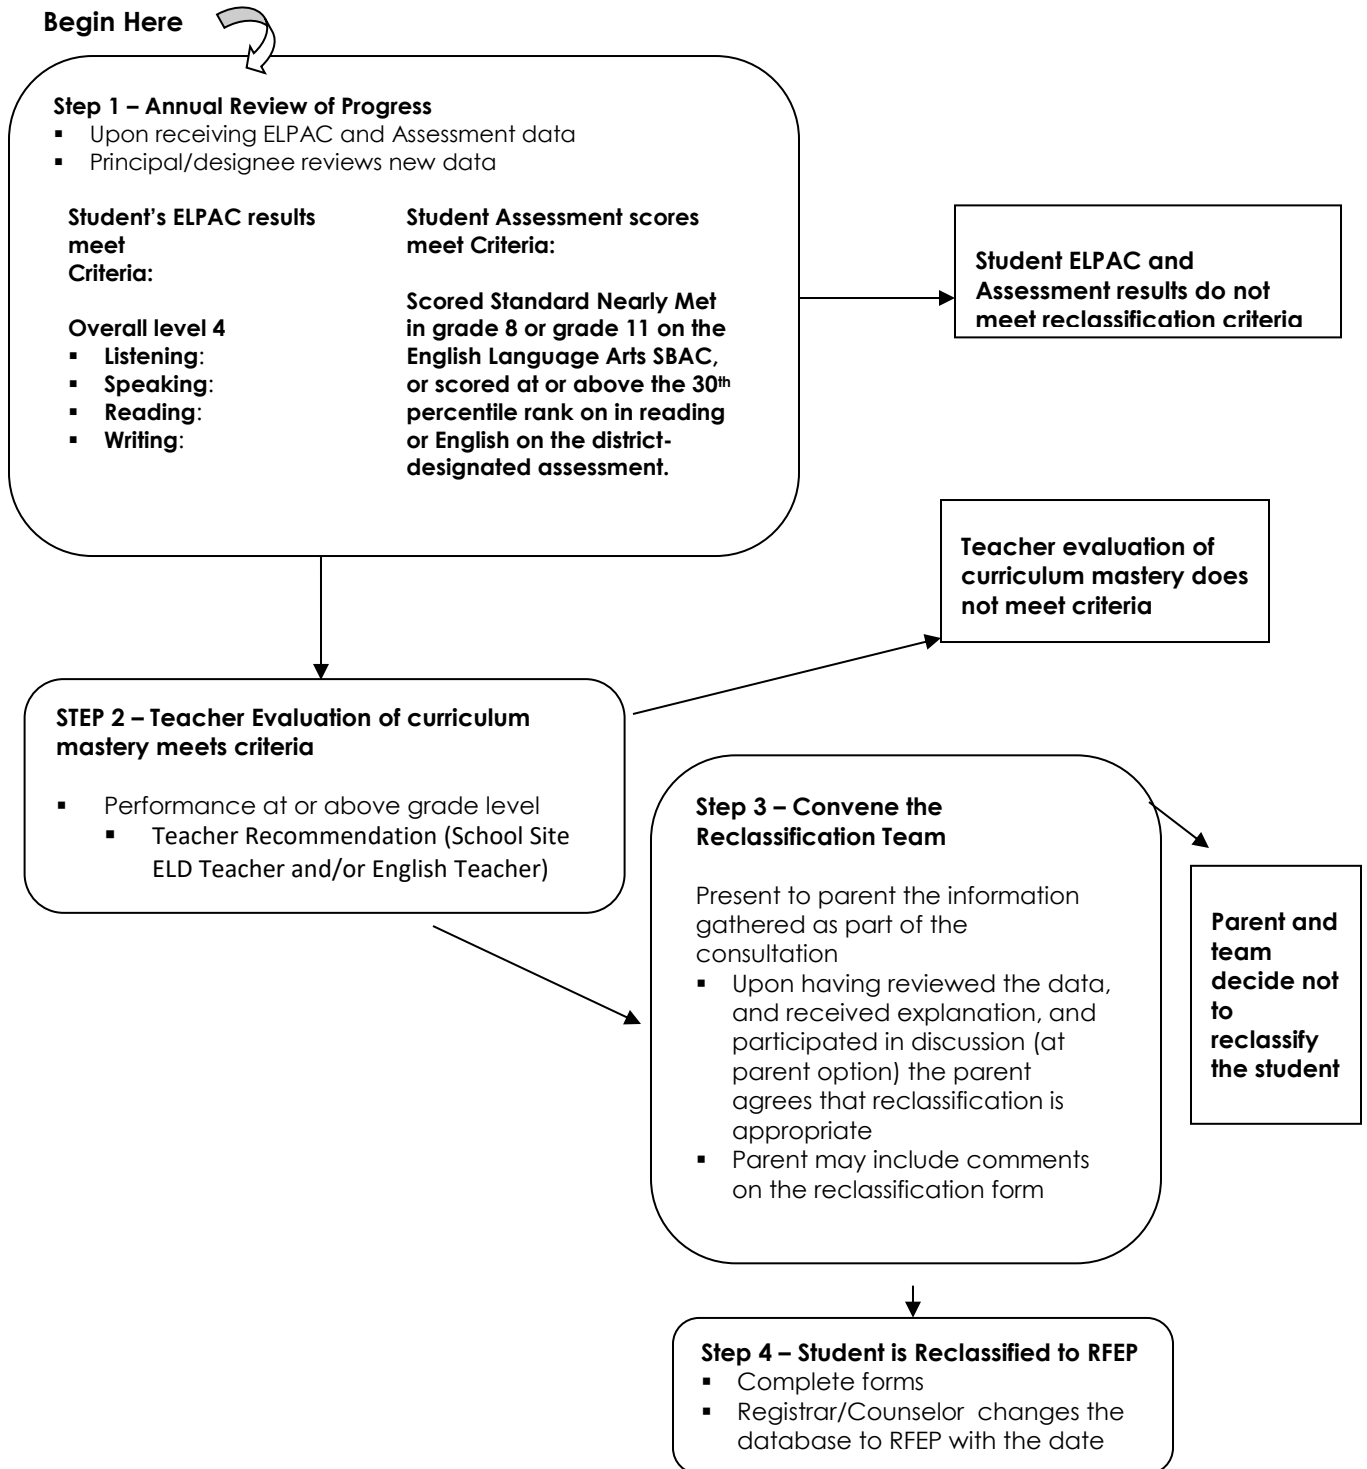 Begin Here
Step 1 – Annual Review of Progress
▪ Upon receiving ELPAC and Assessment data
▪ Principal/designee reviews new data
Student’s ELPAC results
meet
Criteria:
Overall level 4
▪ Listening:
▪ Speaking:
▪ Reading:
▪ Writing:
Student Assessment scores
meet Criteria:
Scored Standard Nearly Met
in grade 8 or grade 11 on the
English Language Arts SBAC,
or scored at or above the 30th
percentile rank on in reading
or English on the district-
designated assessment.
Student ELPAC and
Assessment results do not
meet reclassification criteria
Teacher evaluation of
curriculum mastery does
not meet criteria
STEP 2 – Teacher Evaluation of curriculum
mastery meets criteria
▪ Performance at or above grade level
▪ Teacher Recommendation (School Site
ELD Teacher and/or English Teacher)
Step 3 – Convene the
Reclassification Team
Present to parent the information
gathered as part of the
consultation
▪ Upon having reviewed the data,
and received explanation, and
participated in discussion (at
parent option) the parent
agrees that reclassification is
appropriate
▪ Parent may include comments
on the reclassification form
Parent and
team
decide not
to
reclassify
the student
Step 4 – Student is Reclassified to RFEP
▪ Complete forms
▪ Registrar/Counselor changes the
database to RFEP with the date